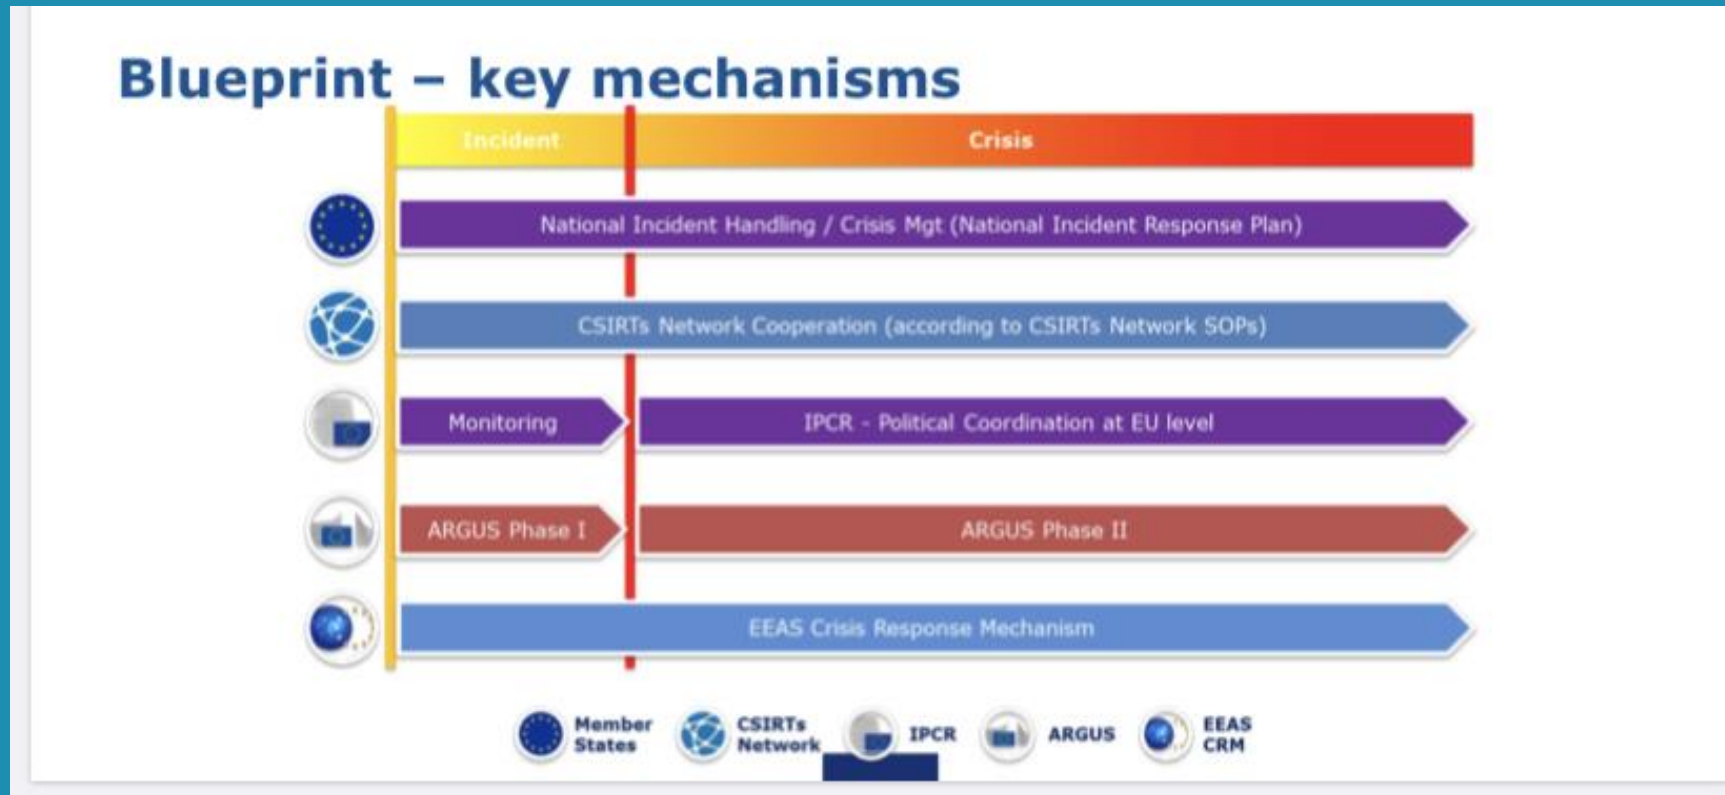 Blueprint – key mechanisms
Incident
Crisis
National Incident Handling / Crisis Mgt (National Incident Response Plan)
CSIRTs Network Cooperation (according to CSIRTs Network SOPs)
Monitoring
IPCR - Political Coordination at EU level
ARGUS Phase I
ARGUS Phase II
EEAS Crisis Response Mechanism
Member
States
CSIRTs
Network
IPCR
ARGUS
EEAS
CRM